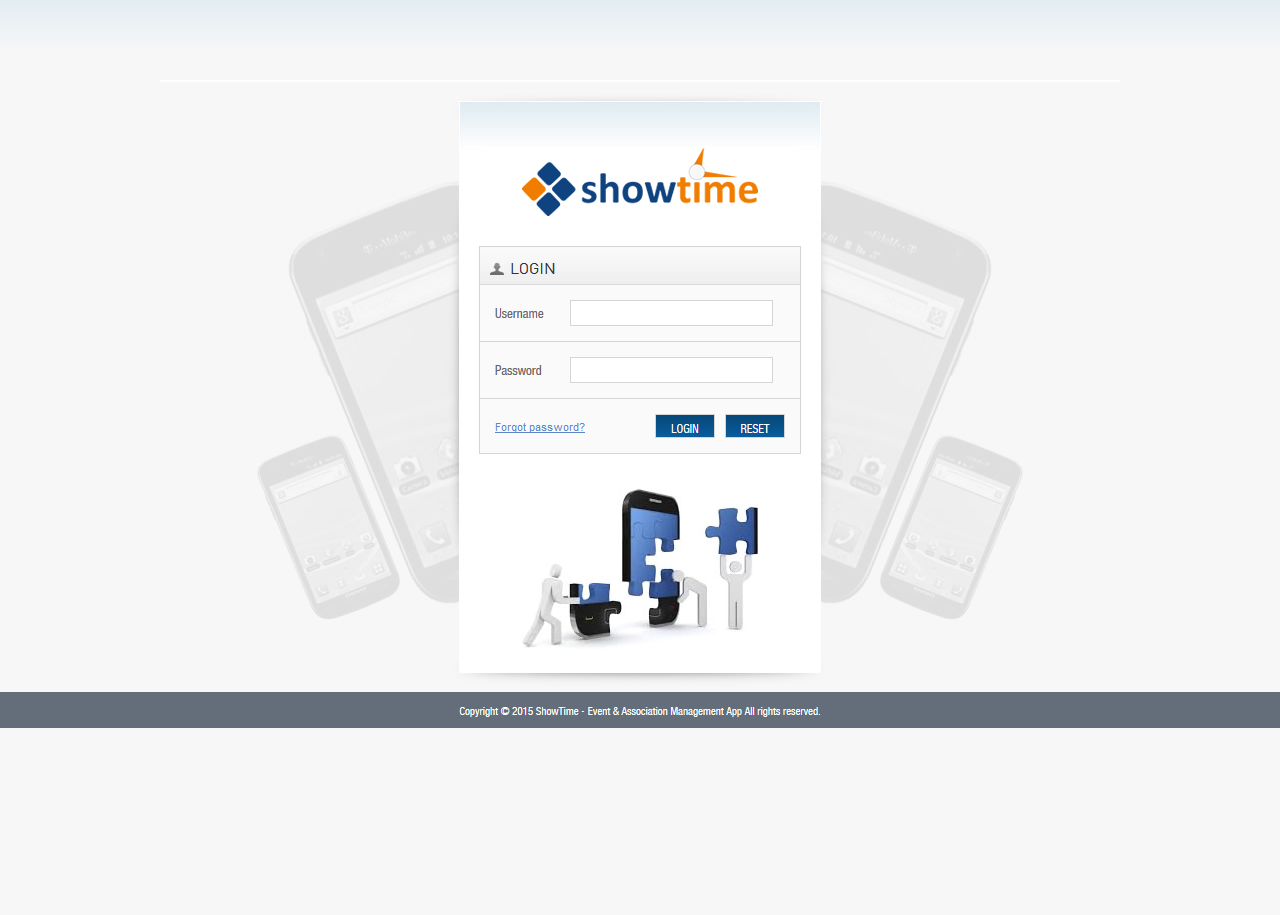 showtime
LOGIN
Username
Password
Forgot password?
LOGIN
RESET
Copyright © 2015 ShowTime - Event & Association Management App All rights reserved.